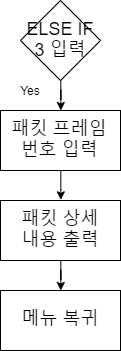 ELSE IF
3 입력
Yes
패킷 프레임
번호 입력
패킷 상세
내용 출력
메뉴 복귀